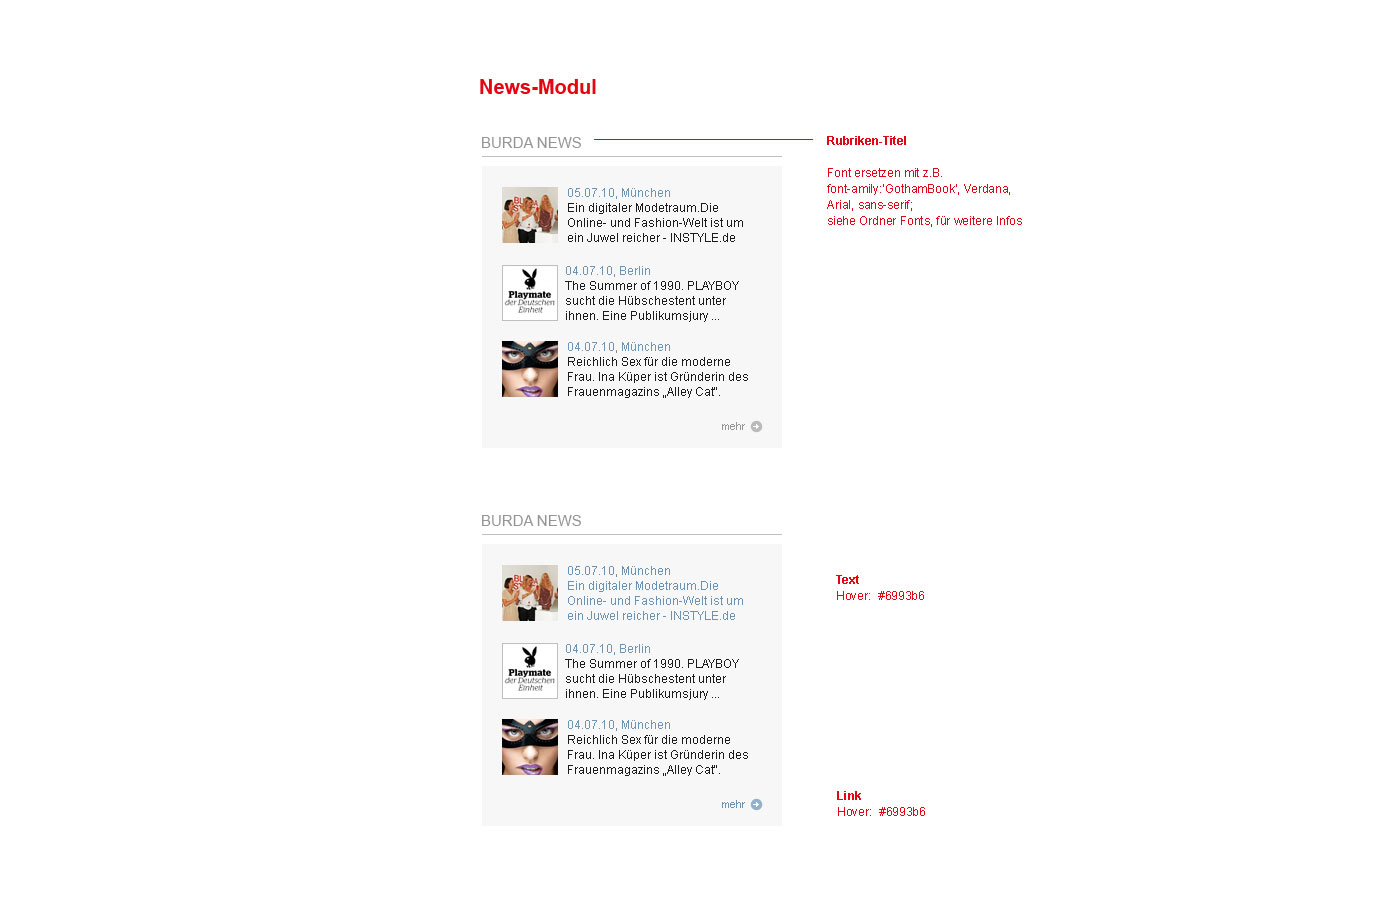 News-Modul
BURDA NEWS
Rubriken-Titel
Font ersetzen mit z.B.
font-amily:'GothamBook', Verdana,
Arial, sans-serif;
siehe Ordner Fonts, für weitere Infos
05.07.10, München
Ein digitaler Modetraum.Die
Online- und Fashion-Welt ist um
ein Juwel reicher - INSTYLE.de
Playmate
der Deutschen
Einheit
04.07.10, Berlin
The Summer of 1990. PLAYBOY
sucht die Hübschestent unter
ihnen. Eine Publikumsjury ...
04.07.10, München
Reichlich Sex für die moderne
Frau. Ina Küper ist Gründerin des
Frauenmagazins „Alley Cat".
mehr
BURDA NEWS
05.07.10, München
Ein digitaler Modetraum.Die
Online- und Fashion-Welt ist um
ein Juwel reicher - INSTYLE.de
Text
Hover: #6993b6
Playmate
der Deutschen
Einheit
04.07.10, Berlin
The Summer of 1990. PLAYBOY
sucht die Hübschestent unter
ihnen. Eine Publikumsjury ...
04.07.10, München
Reichlich Sex für die moderne
Frau. Ina Küper ist Gründerin des
Frauenmagazins „Alley Cat".
mehr
Link
Hover: #6993b6